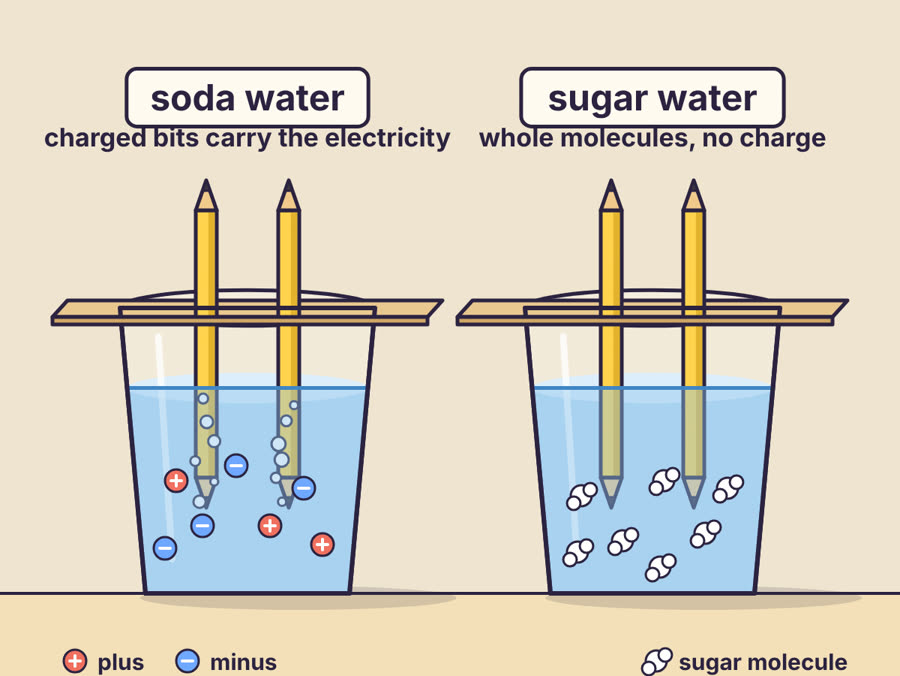 soda water
charged bits carry the electricity
sugar water
whole molecules, no charge
plus
minus
sugar molecule